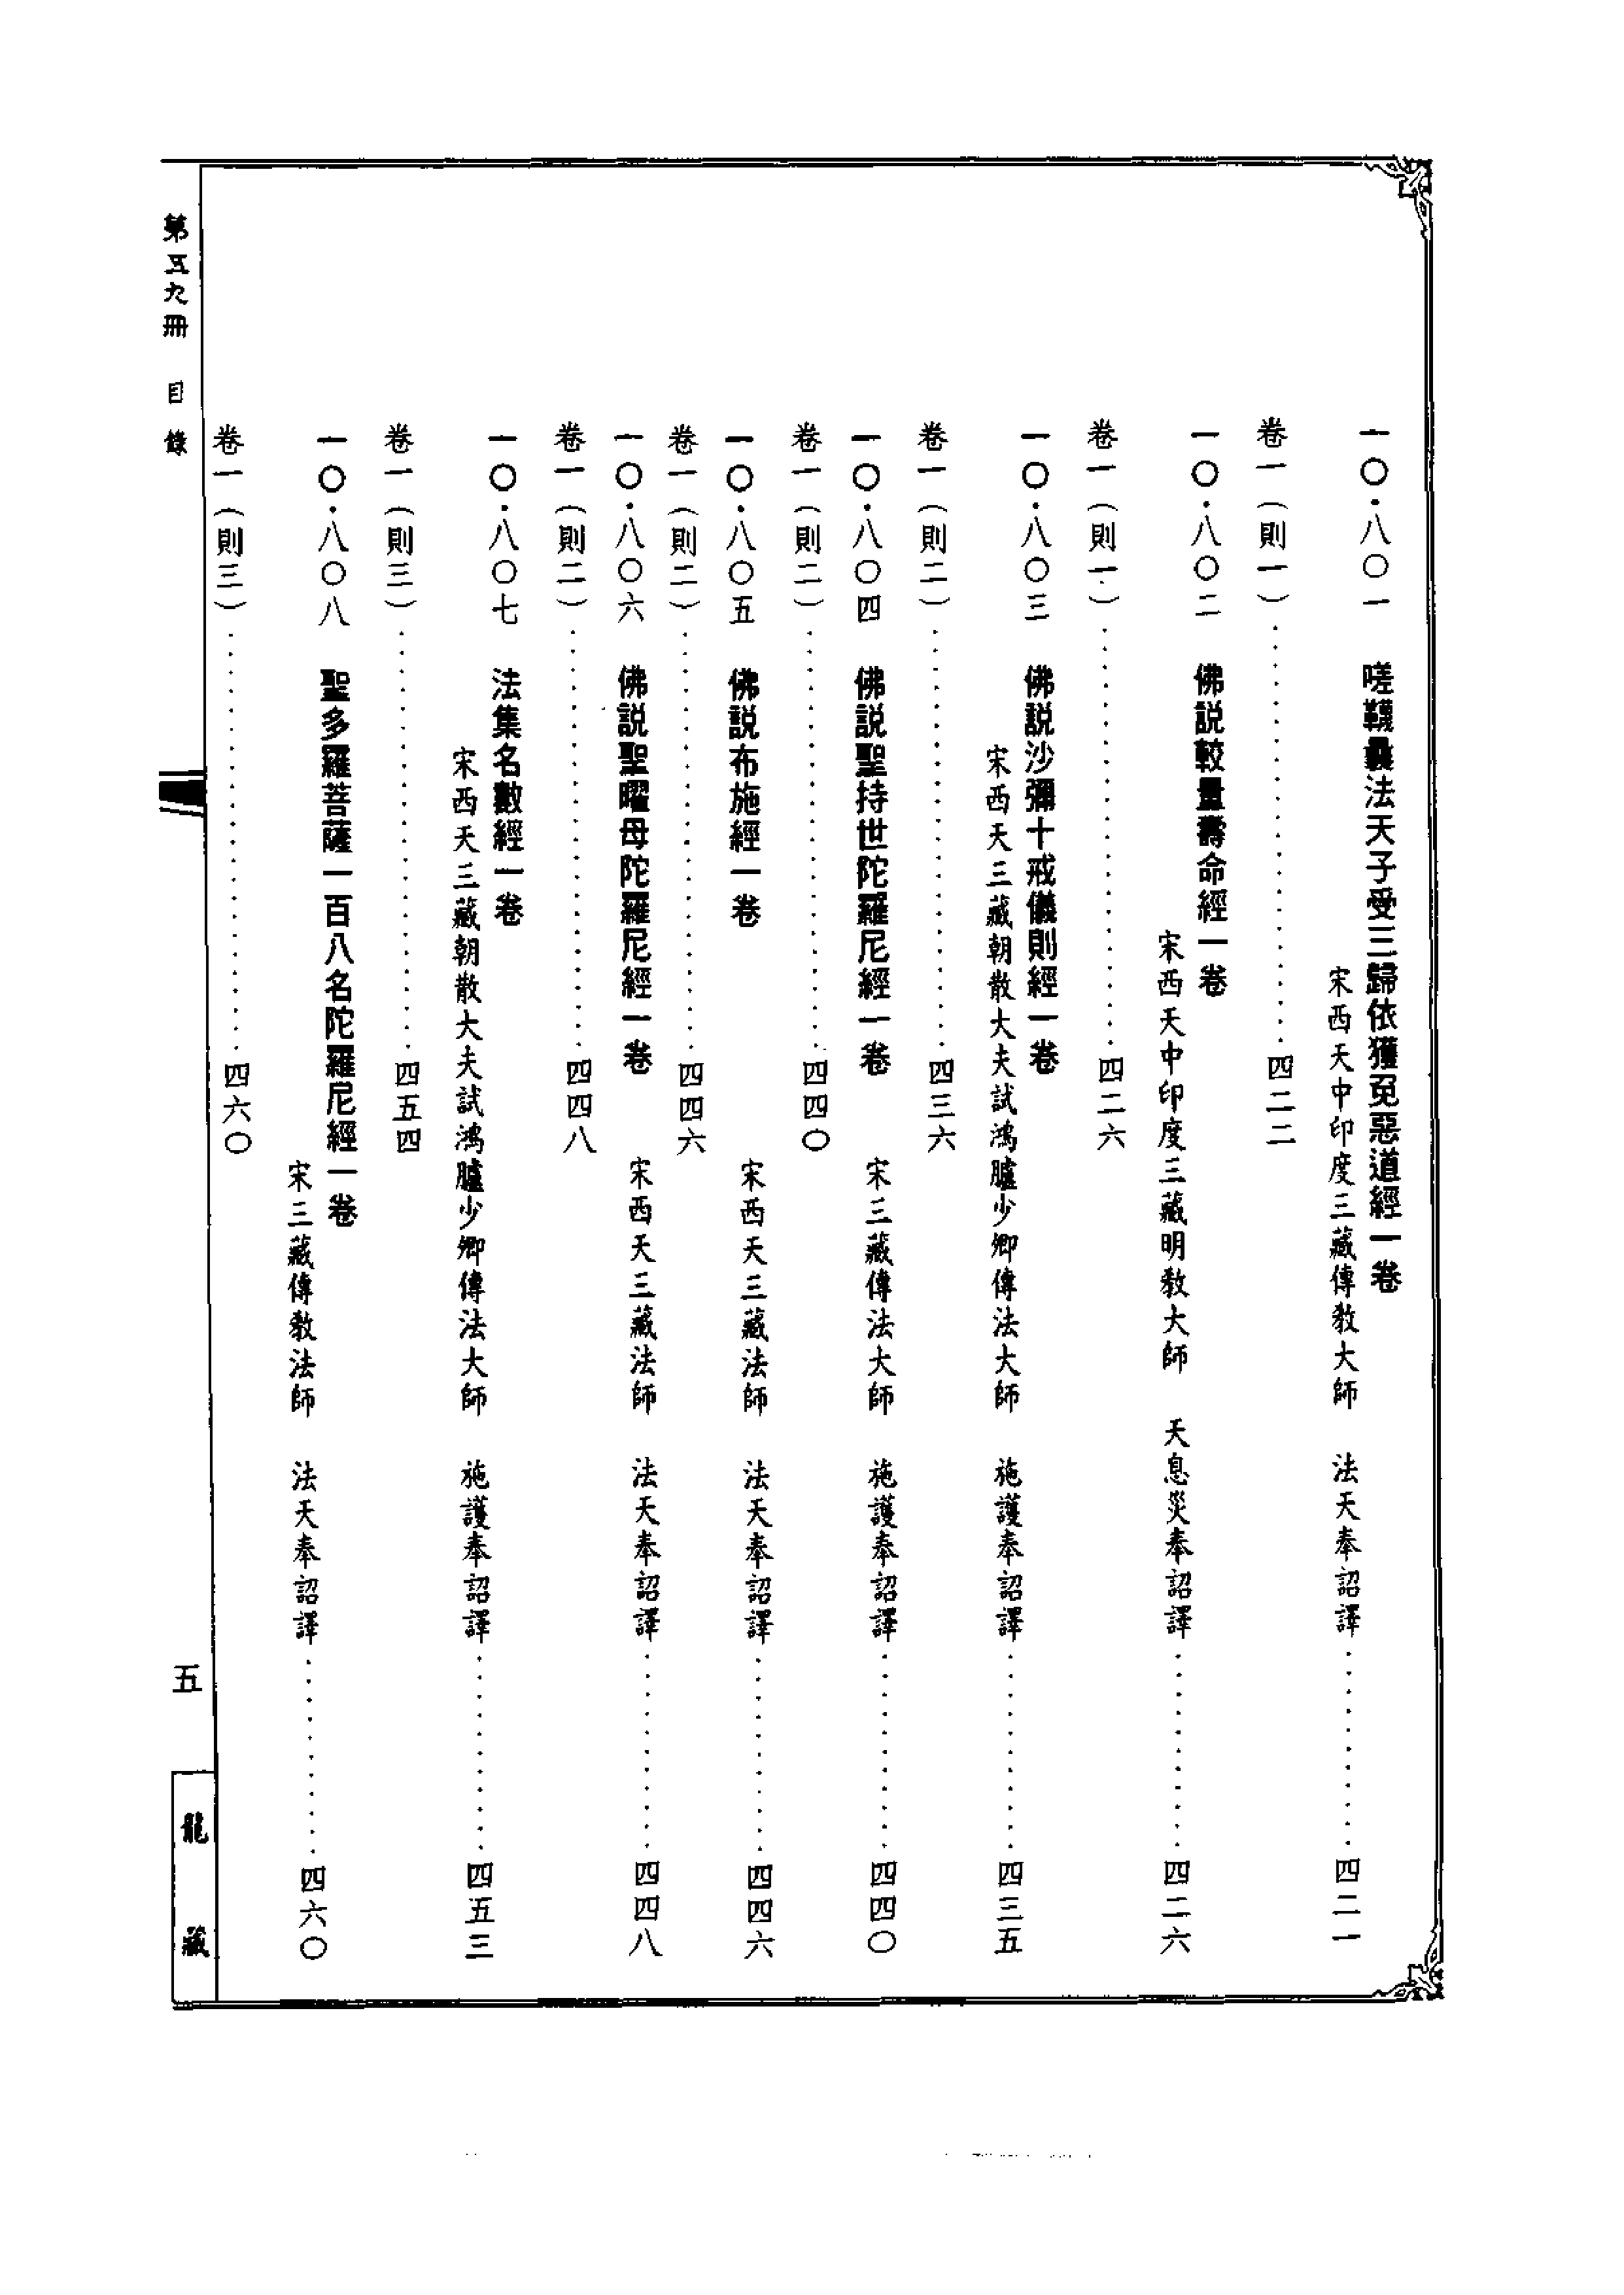 一〇·八〇一　嗟韈曩法天子受三歸依獲免惡道經一卷
宋西天中印度三藏傳教大師　法天奉詔譯⋯⋯⋯⋯四二一
卷一（則一）⋯⋯⋯⋯四二二
一〇·八〇二　佛說較量壽命經一卷
宋西天中印度三藏明教大師　天息災奉詔譯⋯⋯⋯⋯四二六
卷一（則一）⋯⋯⋯⋯四二六
一〇·八〇三　佛說沙彌十戒儀則經一卷
宋西天三藏朝散大夫試鴻臚少卿傳法大師　施護奉詔譯⋯⋯⋯⋯四三五
卷一（則二）⋯⋯⋯⋯四三六
一〇·八〇四　佛說聖持世陀羅尼經一卷
宋三藏傳法大師　施護奉詔譯⋯⋯⋯⋯四四〇
卷一（則二）⋯⋯⋯⋯四四〇
一〇·八〇五　佛說布施經一卷
宋西天三藏法師　法天奉詔譯⋯⋯⋯⋯四四六
卷一（則二）⋯⋯⋯⋯四四六
一〇·八〇六　佛說聖曜母陀羅尼經一卷
宋西天三藏法師　法天奉詔譯⋯⋯⋯⋯四四八
卷一（則二）⋯⋯⋯⋯四四八
一〇·八〇七　法集名數經一卷
宋西天三藏朝散大夫試鴻臚少卿傳法大師　施護奉詔譯⋯⋯⋯⋯四五三
卷一（則三）⋯⋯⋯⋯四五四
一〇·八〇八　聖多羅菩薩一百八名陀羅尼經一卷
宋三藏傳教法師　法天奉詔譯⋯⋯⋯⋯四六〇
卷一（則三）⋯⋯⋯⋯四六〇
第五九冊　目錄
五
龍藏